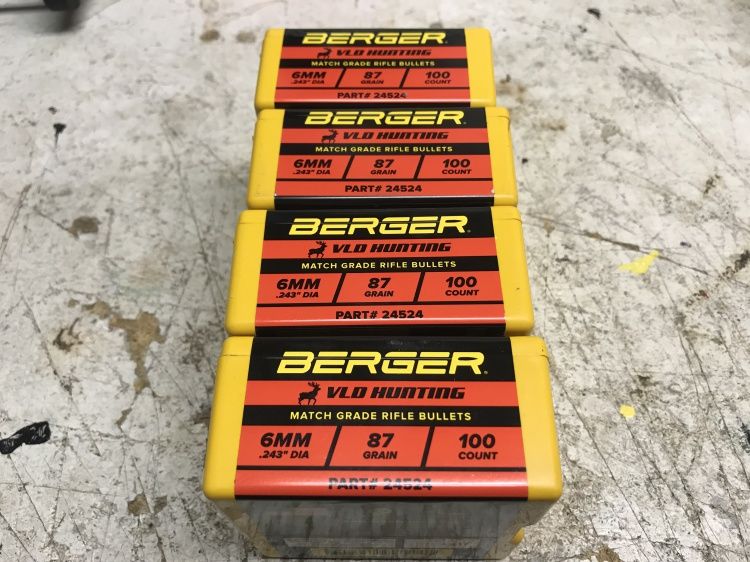 BERGER
VLD HUNTING
MATCH GRADE RIFLE BULLETS
6MM 87 100
.243" DIA GRAIN COUNT
PART# 24524
BERGER
VLD HUNTING
MATCH GRADE RIFLE BULLETS
6MM 87 100
.243" DIA GRAIN COUNT
PART# 24524
BERGER
VLD HUNTING
MATCH GRADE RIFLE BULLETS
6MM 87 100
.243" DIA GRAIN COUNT
PART# 24524
BERGER
VLD HUNTING
MATCH GRADE RIFLE BULLETS
6MM 87 100
.243" DIA GRAIN COUNT
PART# 24524